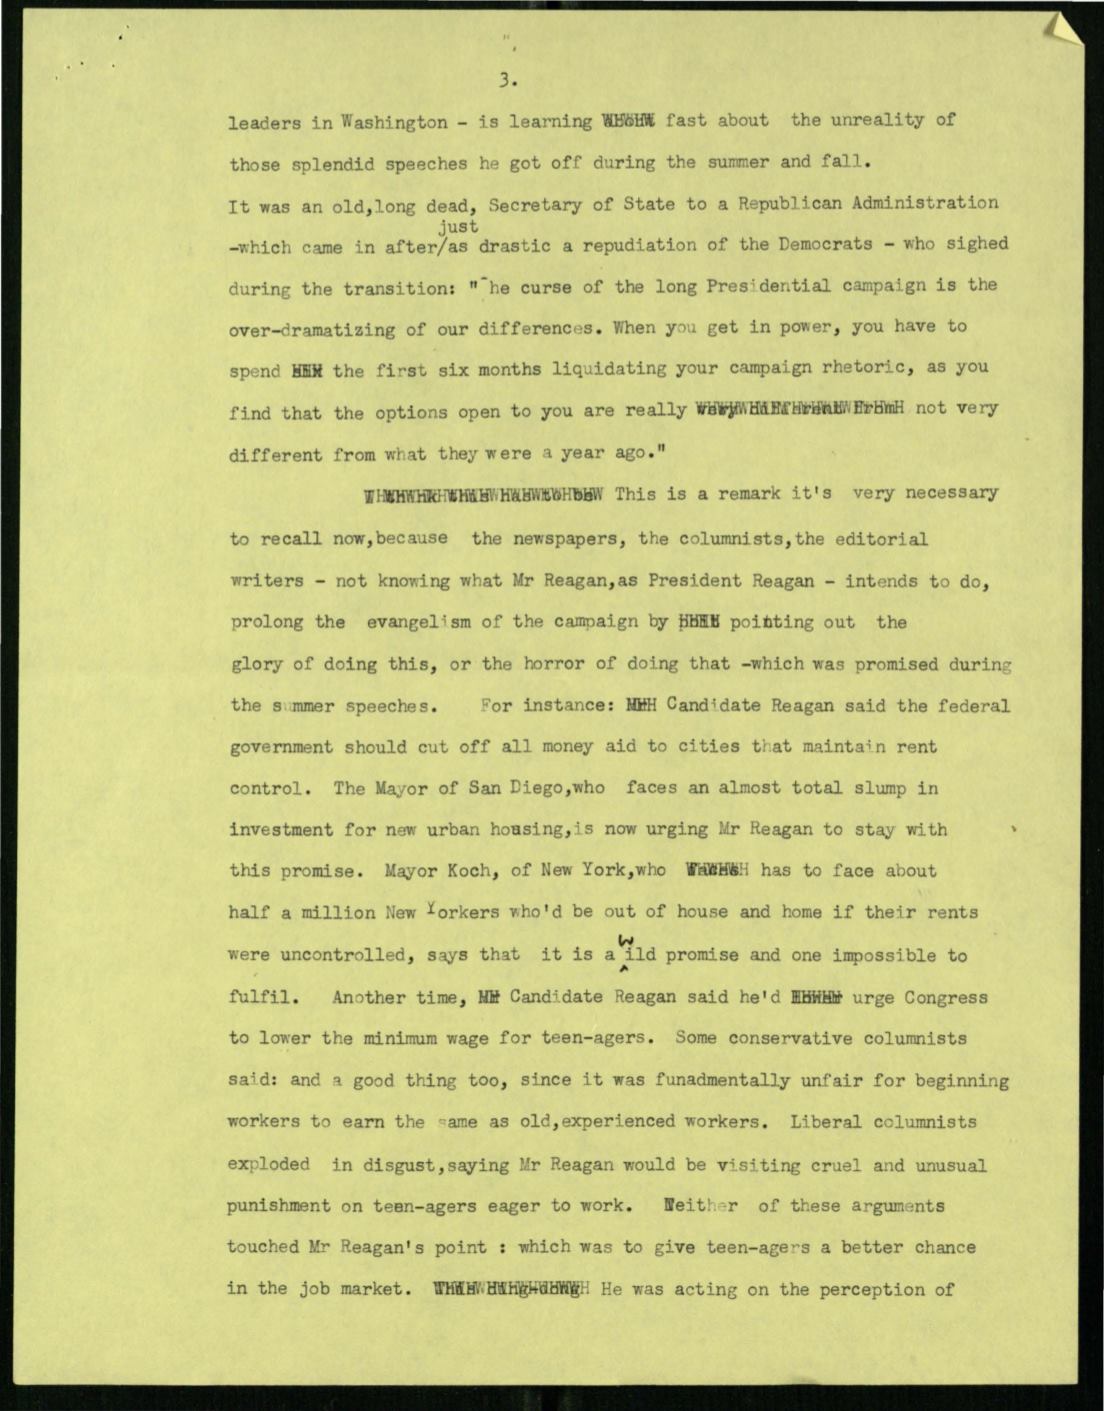 3.
leaders in Washington - is learning fast about the unreality of
those splendid speeches he got off during the summer and fall.
It was an old,long dead, Secretary of State to a Republican Administration
just
-which came in after/as drastic a repudiation of the Democrats - who sighed
during the transition: "The curse of the long Presidential campaign is the
over-dramatizing of our differences. When you get in power, you have to
spend the first six months liquidating your campaign rhetoric, as you
find that the options open to you are really not very
different from what they were a year ago."
This is a remark it's very necessary
to recall now,because the newspapers, the columnists,the editorial
writers - not knowing what Mr Reagan,as President Reagan - intends to do,
prolong the evangelism of the campaign by pointing out the
glory of doing this, or the horror of doing that -which was promised during
the summer speeches. For instance: Candidate Reagan said the federal
government should cut off all money aid to cities that maintain rent
control. The Mayor of San Diego,who faces an almost total slump in
investment for new urban housing,is now urging Mr Reagan to stay with
this promise. Mayor Koch, of New York,who has to face about
half a million New Yorkers who'd be out of house and home if their rents
were uncontrolled, says that it is a wild promise and one impossible to
fulfil. Another time, Candidate Reagan said he'd urge Congress
to lower the minimum wage for teen-agers. Some conservative columnists
said: and a good thing too, since it was funadmentally unfair for beginning
workers to earn the same as old,experienced workers. Liberal columnists
exploded in disgust,saying Mr Reagan would be visiting cruel and unusual
punishment on teen-agers eager to work. Neither of these arguments
touched Mr Reagan's point : which was to give teen-agers a better chance
in the job market. He was acting on the perception of